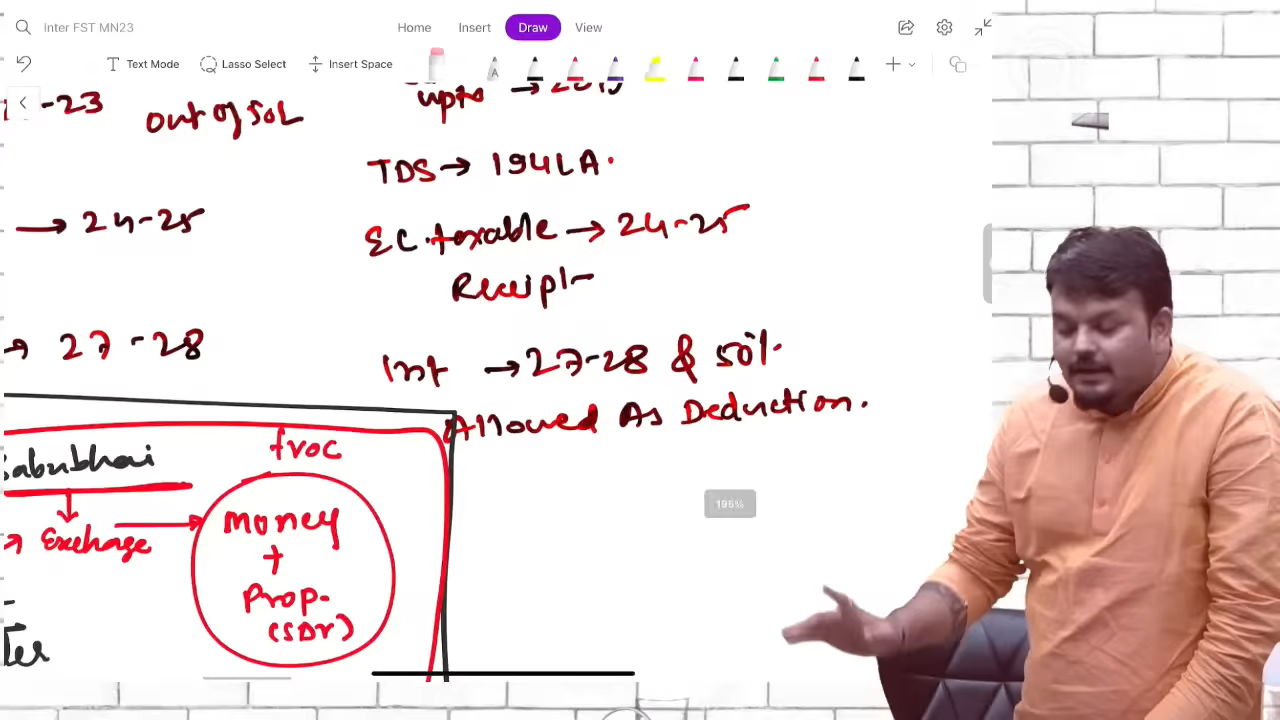 Inter FST MN23
Home Insert Draw View
Text Mode Lasso Select Insert Space
-23 out of SOL
upto →
TDS → 194LA.
→ 24-25
EC. taxable → 24-25
Receipt
→ 27-28
Int → 27-28 & 50%.
Allowed As Deduction.
fvoc
Exchage
money
+
Prop.
(SDV)
195%